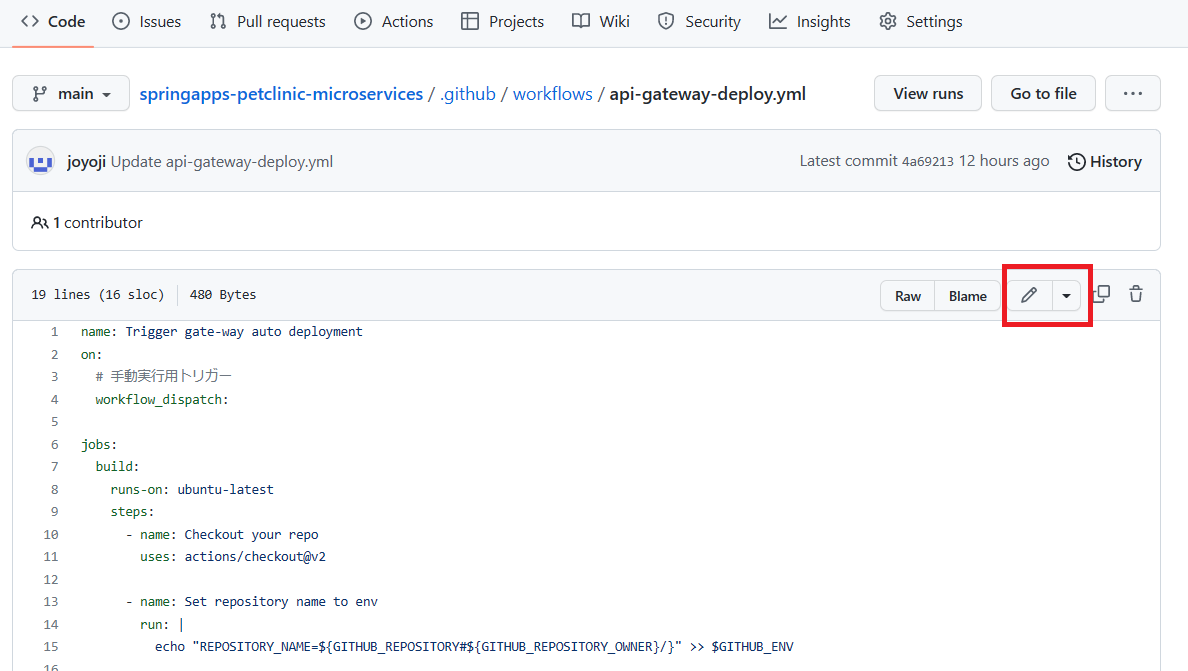 Code Issues Pull requests Actions Projects Wiki Security Insights Settings
main springapps-petclinic-microservices / .github / workflows / api-gateway-deploy.yml View runs Go to file ...
joyoji Update api-gateway-deploy.yml Latest commit 4a69213 12 hours ago History
1 contributor
19 lines (16 sloc) 480 Bytes Raw Blame
1 name: Trigger gate-way auto deployment
2 on:
3 # 手動実行用トリガー
4 workflow_dispatch:
5
6 jobs:
7 build:
8 runs-on: ubuntu-latest
9 steps:
10 - name: Checkout your repo
11 uses: actions/checkout@v2
12
13 - name: Set repository name to env
14 run: |
15 echo "REPOSITORY_NAME=${GITHUB_REPOSITORY#${GITHUB_REPOSITORY_OWNER}/}" >> $GITHUB_ENV
16